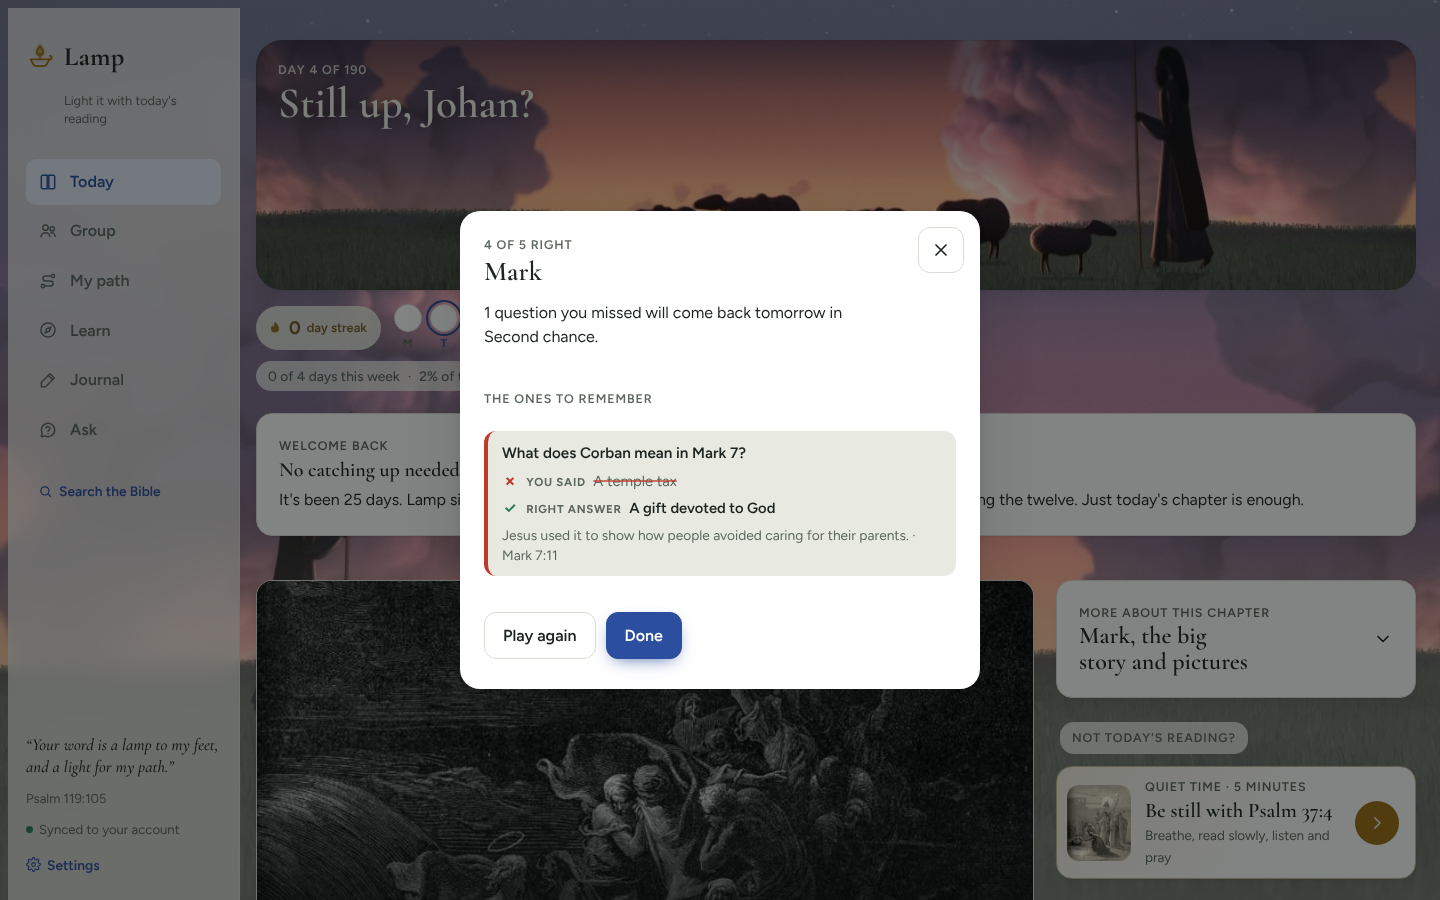 Lamp
Light it with today's
reading
Today
Group
My path
Learn
Journal
Ask
Search the Bible
“Your word is a lamp to my feet,
and a light for my path.”
Psalm 119:105
Synced to your account
Settings
DAY 4 OF 190
Still up, Johan?
0 day streak
M
T
0 of 4 days this week · 2% of
WELCOME BACK
No catching up needed
It's been 25 days. Lamp
ng the twelve. Just today's chapter is enough.
4 OF 5 RIGHT
Mark
1 question you missed will come back tomorrow in
Second chance.
THE ONES TO REMEMBER
What does Corban mean in Mark 7?
YOU SAID A temple tax
RIGHT ANSWER A gift devoted to God
Jesus used it to show how people avoided caring for their parents. ·
Mark 7:11
Play again
Done
MORE ABOUT THIS CHAPTER
Mark, the big
story and pictures
NOT TODAY'S READING?
QUIET TIME · 5 MINUTES
Be still with Psalm 37:4
Breathe, read slowly, listen and
pray